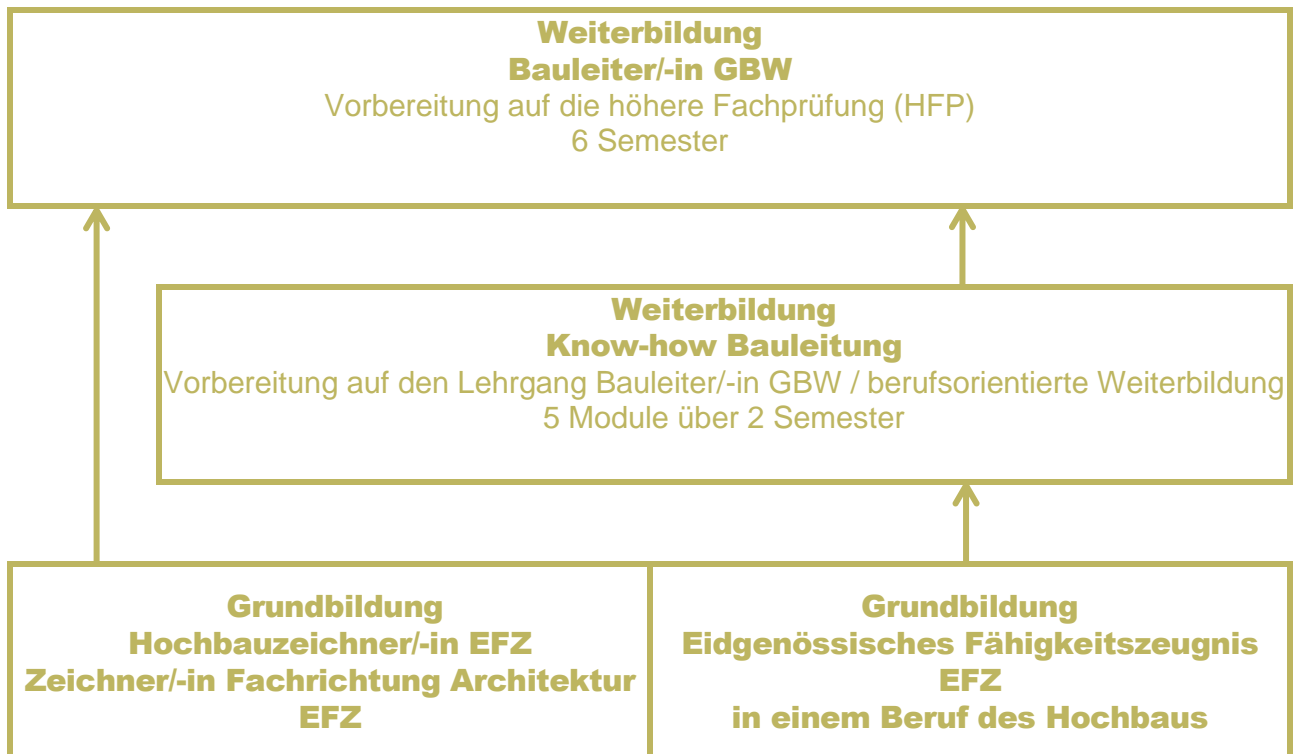 Weiterbildung
Bauleiter/-in GBW
Vorbereitung auf die höhere Fachprüfung (HFP)
6 Semester
Weiterbildung
Know-how Bauleitung
Vorbereitung auf den Lehrgang Bauleiter/-in GBW / berufsorientierte Weiterbildung
5 Module über 2 Semester
Grundbildung
Hochbauzeichner/-in EFZ
Zeichner/-in Fachrichtung Architektur
EFZ
Grundbildung
Eidgenössisches Fähigkeitszeugnis
EFZ
in einem Beruf des Hochbaus